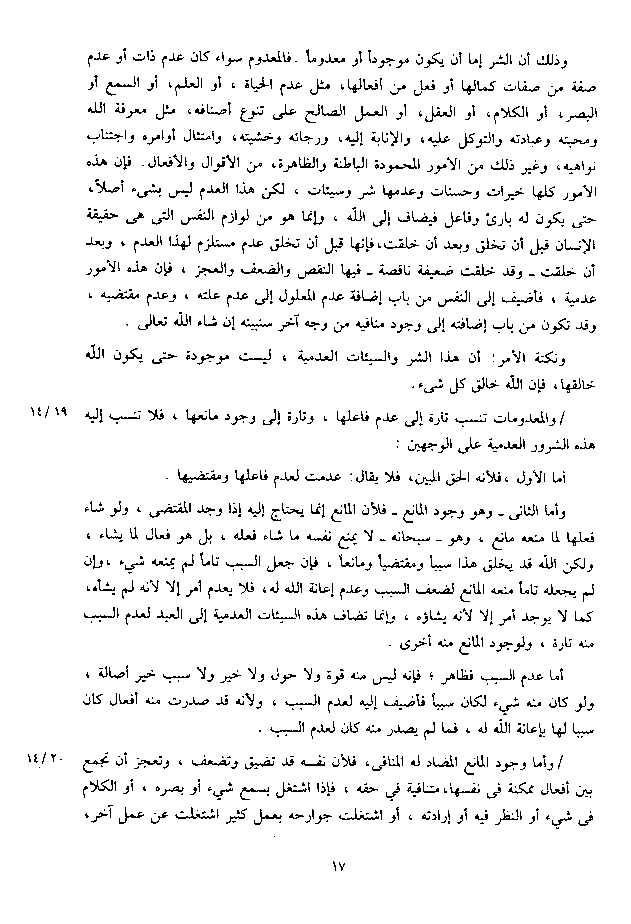 وذلك أن الشر إما أن يكون موجوداً أو معدوماً . فالمعدوم سواء كان عدم ذات أو عدم
صفة من صفات كمالها أو فعل من أفعالها، مثل عدم الحياة ، أو العلم، أو السمع أو
البصر، أو الكلام، أو العقل، أو العمل الصالح على تنوع أصنافه، مثل معرفة الله
ومحبته وعبادته والتوكل عليه، والإنابة إليه، ورجائه وخشيته، وامتثال أوامره واجتناب
نواهيه، وغير ذلك من الأمور المحمودة الباطنة والظاهرة، من الأقوال والأفعال. فإن هذه
الأمور كلها خيرات وحسنات وعدمها شر وسيئات ، لكن هذا العدم ليس بشىء أصلاً،
حتى يكون له بارئ وفاعل فيضاف إلى الله ، وإنما هو من لوازم النفس التى هى حقيقة
الإنسان قبل أن تخلق وبعد أن خلقت،فإنها قبل أن تخلق عدم مستلزم لهذا العدم ، وبعد
أن خلقت ـ وقد خلقت ضعيفة ناقصة ـ فيها النقص والضعف والعجز ، فإن هذه الأمور
عدمية ، فأضيف إلى النفس من باب إضافة عدم المعلول إلى عدم علته ، وعدم مقتضيه ،
وقد تكون من باب إضافته إلى وجود منافيه من وجه آخر سنبينه إن شاء الله تعالى .
ونكتة الأمر: أن هذا الشر والسيئات العدمية ، ليست موجودة حتى يكون الله
خالقها، فإن الله خالق كل شىء.
/ والمعدومات تنسب تارة إلى عدم فاعلها ، وتارة إلى وجود مانعها ، فلا تنسب إليه ١٤/١٩
هذه الشرور العدمية على الوجهين :
أما الأول ،فلأنه الحق المبين، فلا يقال: عدمت لعدم فاعلها ومقتضيها .
وأما الثانى ـ وهو وجود المانع ـ فلأن المانع إنما يحتاج إليه إذا وجد المقتضى ، ولو شاء
فعلها لما منعه مانع ، وهو ـ سبحانه ـ لا يمنع نفسه ما شاء فعله ، بل هو فعال لما يشاء ،
ولكن الله قد يخلق هذا سبباً ومقتضياً ومانعاً ، فإن جعل السبب تاماً لم يمنعه شيء ،وإن
لم يجعله تاماً منعه المانع لضعف السبب وعدم إعانة الله له، فلا يعدم أمر إلا لأنه لم يشأه،
كما لا يوجد أمر إلا لأنه يشاؤه ، وإنما تضاف هذه السيئات العدمية إلى العبد لعدم السبب
منه تارة ، ولوجود المانع منه أخرى .
أما عدم السبب فظاهر ؛ فإنه ليس منه قوة ولا حول ولا خير ولا سبب خير أصالة ،
ولو كان منه شيء لكان سبباً فأضيف إليه لعدم السبب ، ولأنه قد صدرت منه أفعال كان
سببا لها بإعانة الله له ، فما لم يصدر منه كان لعدم السبب .
/ وأما وجود المانع المضاد له المنافى، فلأن نفسه قد تضيق وتضعف ، وتعجز أن تجمع ١٤/٢٠
بين أفعال ممكنة فى نفسها،متنافية في حقه ، فإذا اشتغل بسمع شيء أو بصره ، أو الكلام
فى شيء أو النظر فيه أو إرادته ، أو اشتغلت جوارحه بعمل كثير اشتغلت عن عمل آخر،
١٧